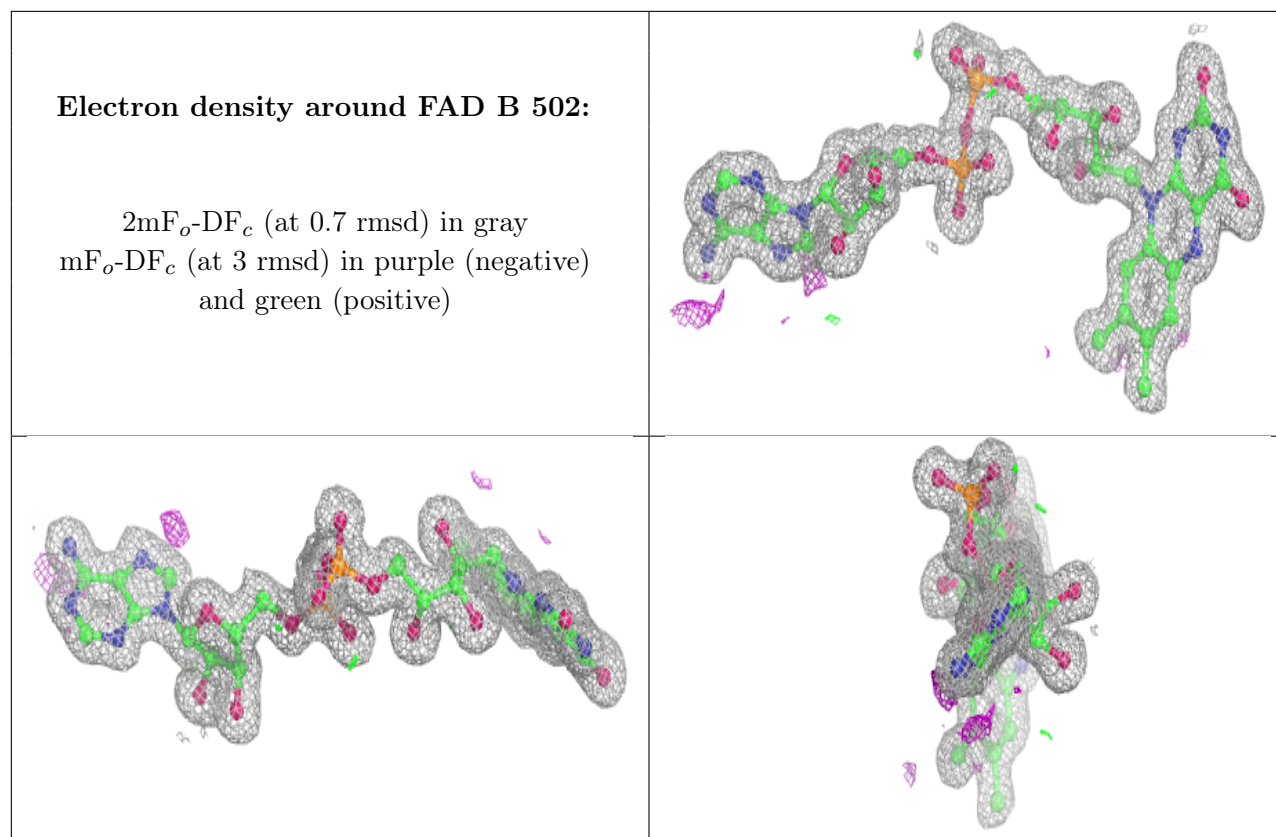 Electron density around FAD B 502:
2mFo-DFc (at 0.7 rmsd) in gray
mFo-DFc (at 3 rmsd) in purple (negative)
and green (positive)